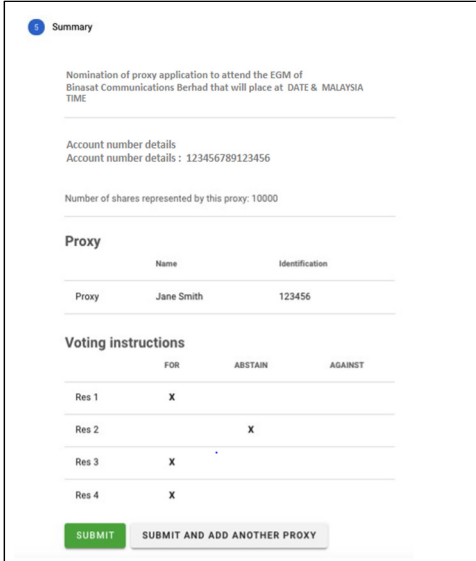 5 Summary
Nomination of proxy application to attend the EGM of
Binasat Communications Berhad that will place at DATE & MALAYSIA
TIME
Account number details
Account number details : 123456789123456
Number of shares represented by this proxy: 10000
Proxy
Name Identification
Proxy Jane Smith 123456
Voting instructions
FOR ABSTAIN AGAINST
Res 1 X
Res 2 X
Res 3 X
Res 4 X
SUBMIT SUBMIT AND ADD ANOTHER PROXY